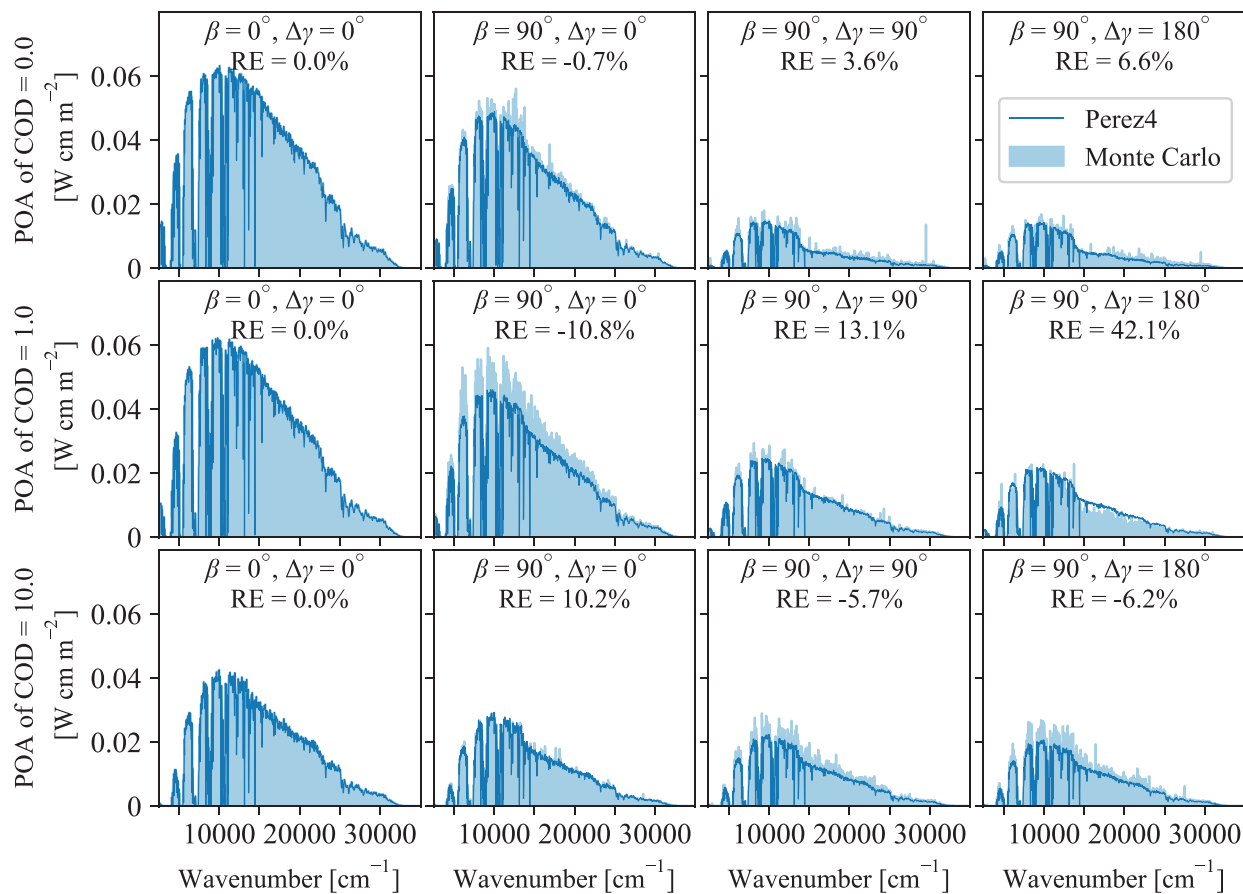 POA of COD = 0.0
[W cm m⁻²]
0.06
0.04
0.02
0
β = 0°, Δγ = 0°
RE = 0.0%
β = 90°, Δγ = 0°
RE = -0.7%
β = 90°, Δγ = 90°
RE = 3.6%
β = 90°, Δγ = 180°
RE = 6.6%
Perez4
Monte Carlo
POA of COD = 1.0
[W cm m⁻²]
0.06
0.04
0.02
0
β = 0°, Δγ = 0°
RE = 0.0%
β = 90°, Δγ = 0°
RE = -10.8%
β = 90°, Δγ = 90°
RE = 13.1%
β = 90°, Δγ = 180°
RE = 42.1%
POA of COD = 10.0
[W cm m⁻²]
0.06
0.04
0.02
0
β = 0°, Δγ = 0°
RE = 0.0%
β = 90°, Δγ = 0°
RE = 10.2%
β = 90°, Δγ = 90°
RE = -5.7%
β = 90°, Δγ = 180°
RE = -6.2%
10000 20000 30000
10000 20000 30000
10000 20000 30000
10000 20000 30000
Wavenumber [cm⁻¹]
Wavenumber [cm⁻¹]
Wavenumber [cm⁻¹]
Wavenumber [cm⁻¹]